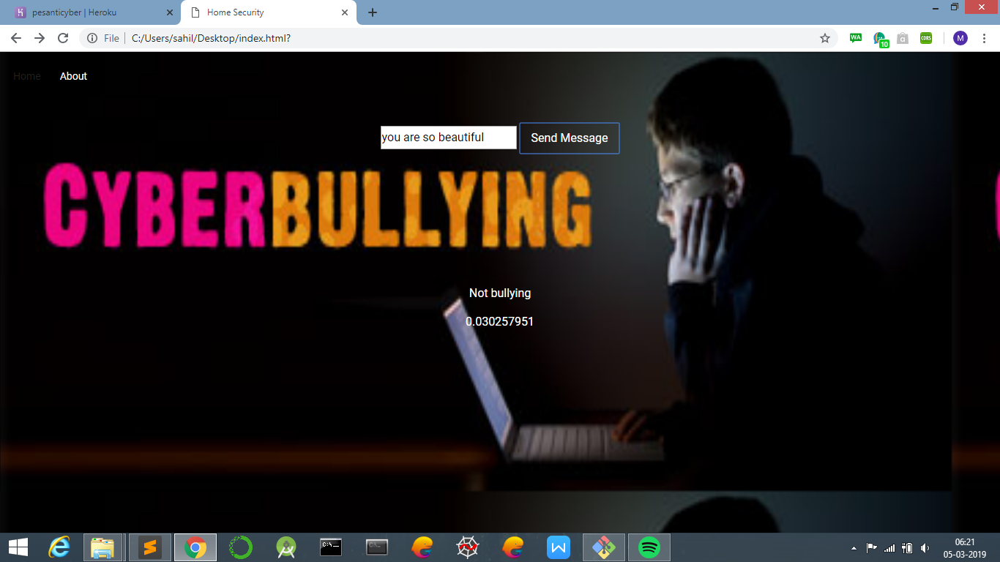 pesanticyber | Heroku
Home Security
File
C:/Users/sahil/Desktop/index.html?
WA
10
a
CORS
M
Home
About
you are so beautiful
Send Message
CYBERBULLYING
Not bullying
0.030257951
C:\._
06:21
05-03-2019